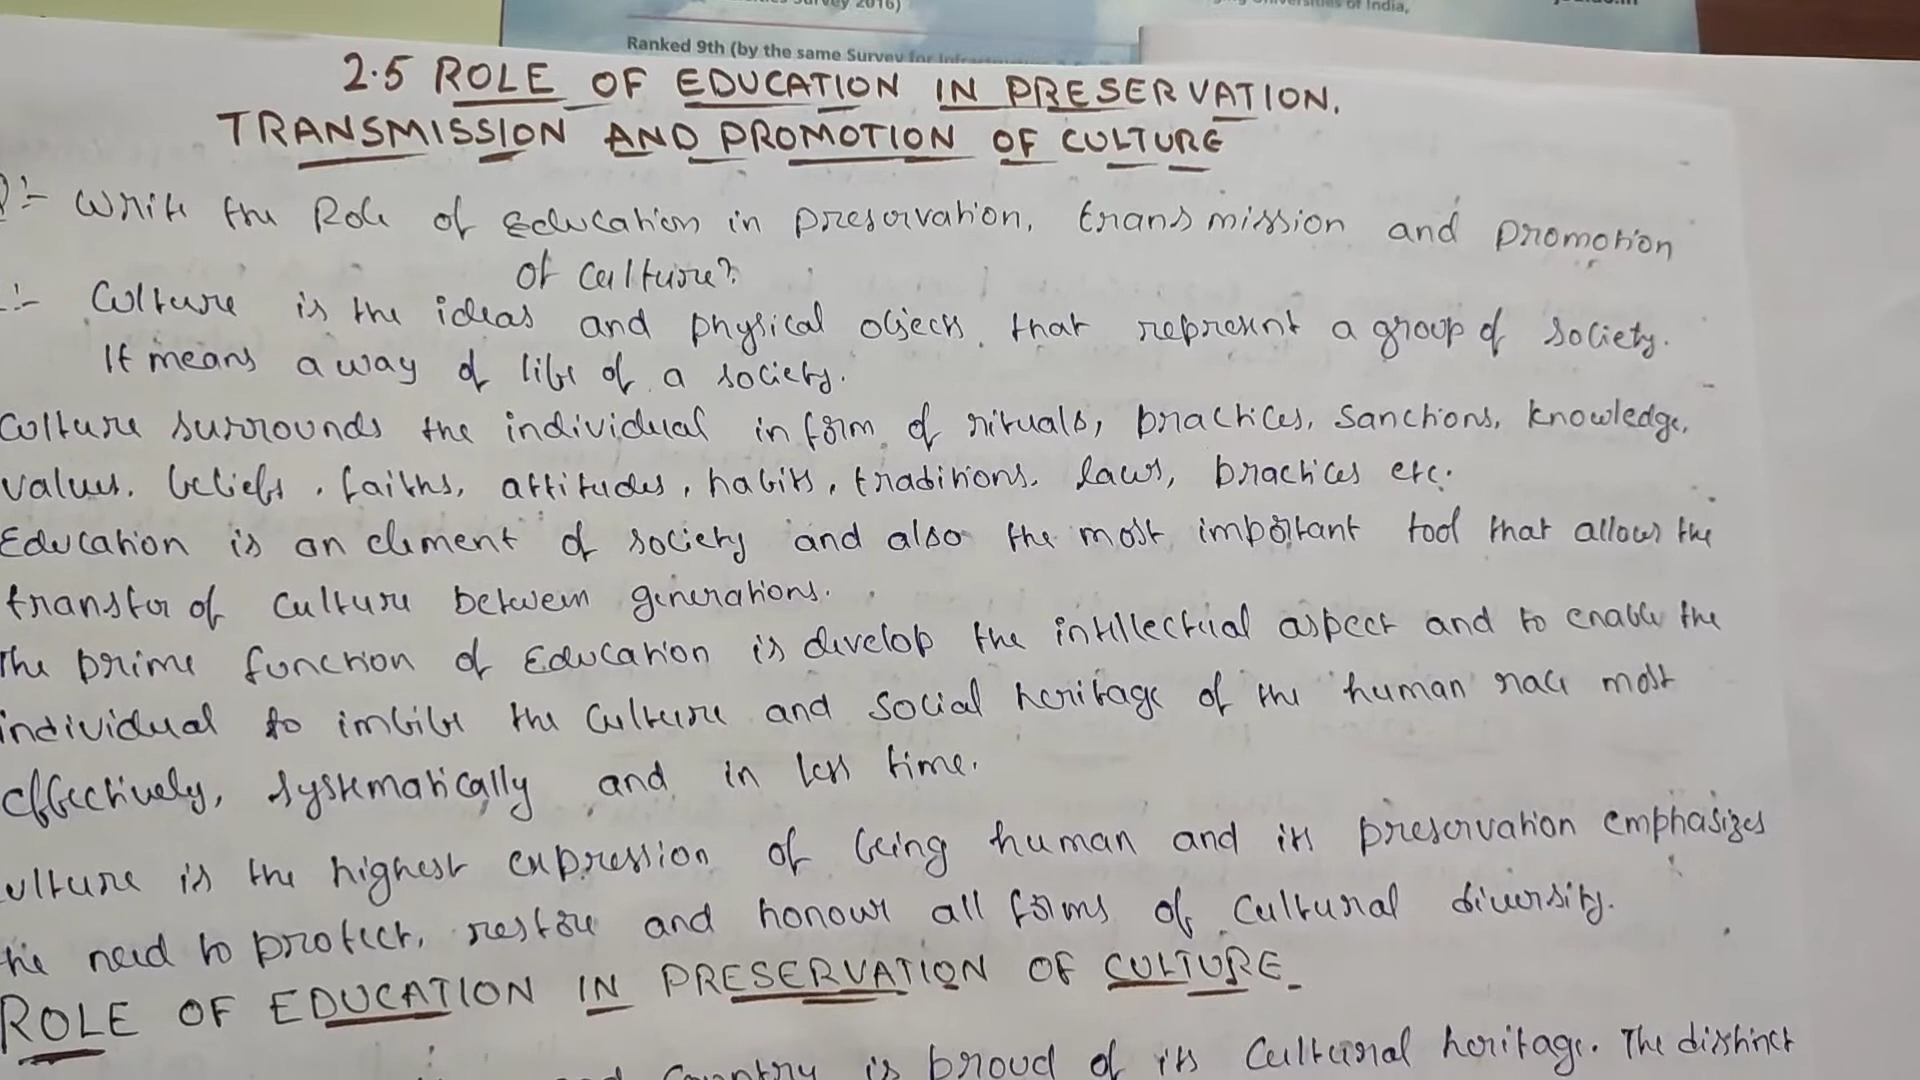 Survey 2016)
Universities of India,
Ranked 9th (by the same Survey for
2.5 ROLE OF EDUCATION IN PRESERVATION,
TRANSMISSION AND PROMOTION OF CULTURE
:- Write the Role of Education in preservation, transmission and promotion
of culture?
:- Culture is the ideas and physical objects that represent a group of society.
It means a way of life of a society.
Culture surrounds the individual in form of rituals, practices, sanctions, knowledge,
values, beliefs, faiths, attitudes, habits, traditions, laws, practices etc.
Education is an element of society and also the most important tool that allows the
transfer of culture between generations.
The prime function of Education is develop the intellectual aspect and to enable the
individual to imbibe the culture and social heritage of the human race most
effectively, systematically and in less time.
ulture is the highest expression of being human and its preservation emphasizes
he need to protect, restore and honour all forms of cultural diversity.
ROLE OF EDUCATION IN PRESERVATION OF CULTURE
Country is proud of its Cultural heritage. The distinct